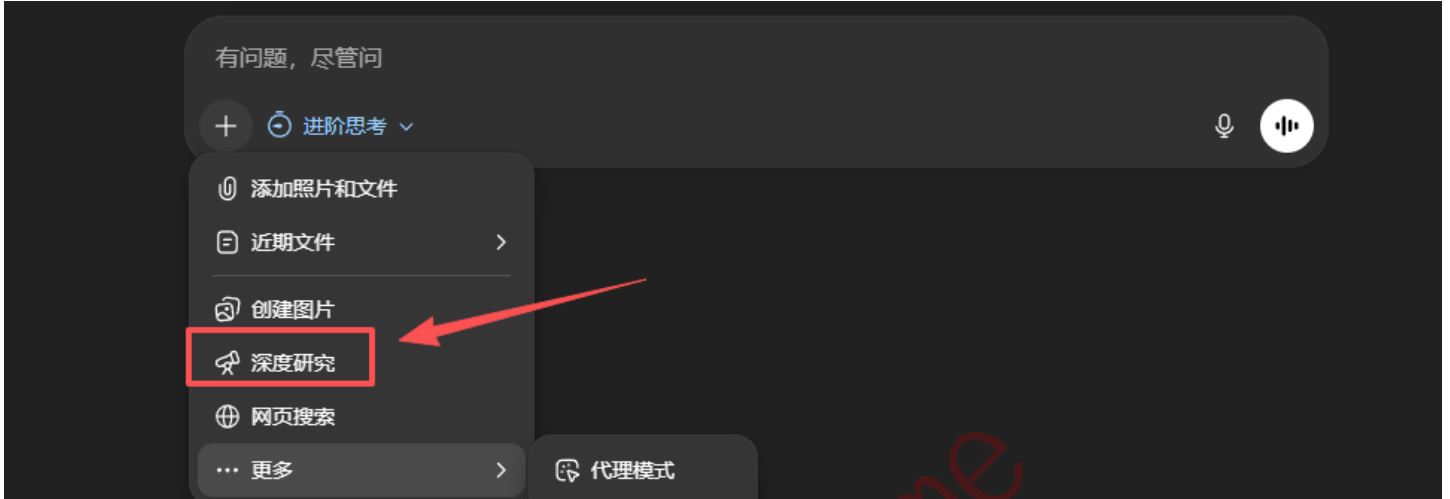 有问题，尽管问
进阶思考
添加照片和文件
近期文件
创建图片
深度研究
网页搜索
更多
代理模式
me